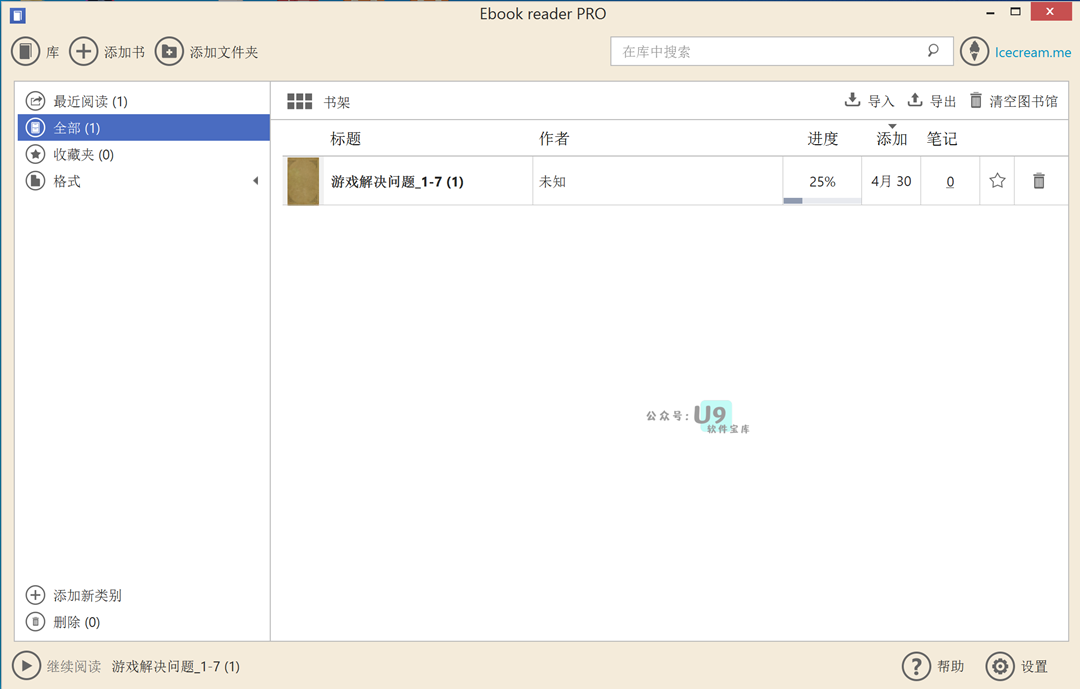 Ebook reader PRO
库 添加书 添加文件夹 在库中搜索 Icecream.me
最近阅读 (1)
全部 (1)
收藏夹 (0)
格式
书架 导入 导出 清空图书馆
标题 作者 进度 添加 笔记
游戏解决问题_1-7 (1) 未知 25% 4月 30 0
公众号: U9
软件宝库
添加新类别
删除 (0)
继续阅读 游戏解决问题_1-7 (1) 帮助 设置